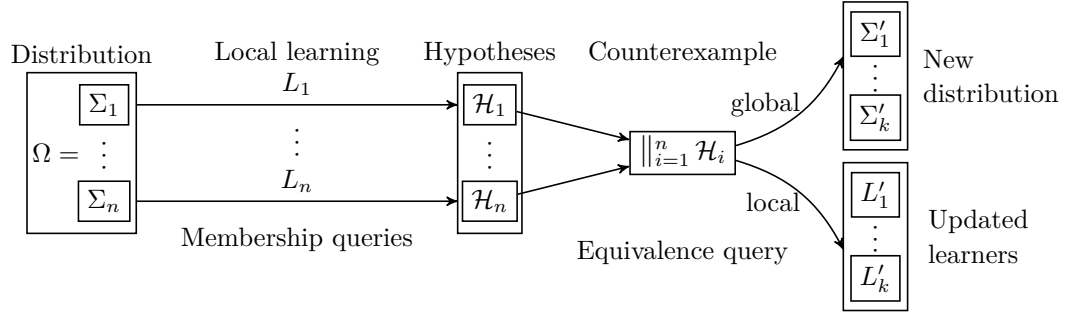 Distribution
Ω =
Σ₁
⋮
Σₙ
Local learning
L₁
⋮
Lₙ
Membership queries
Hypotheses
ℋ₁
⋮
ℋₙ
Counterexample
∥ⁿᵢ₌₁ ℋᵢ
Equivalence query
global
Σ′₁
⋮
Σ′ₖ
New
distribution
local
L′₁
⋮
L′ₖ
Updated
learners